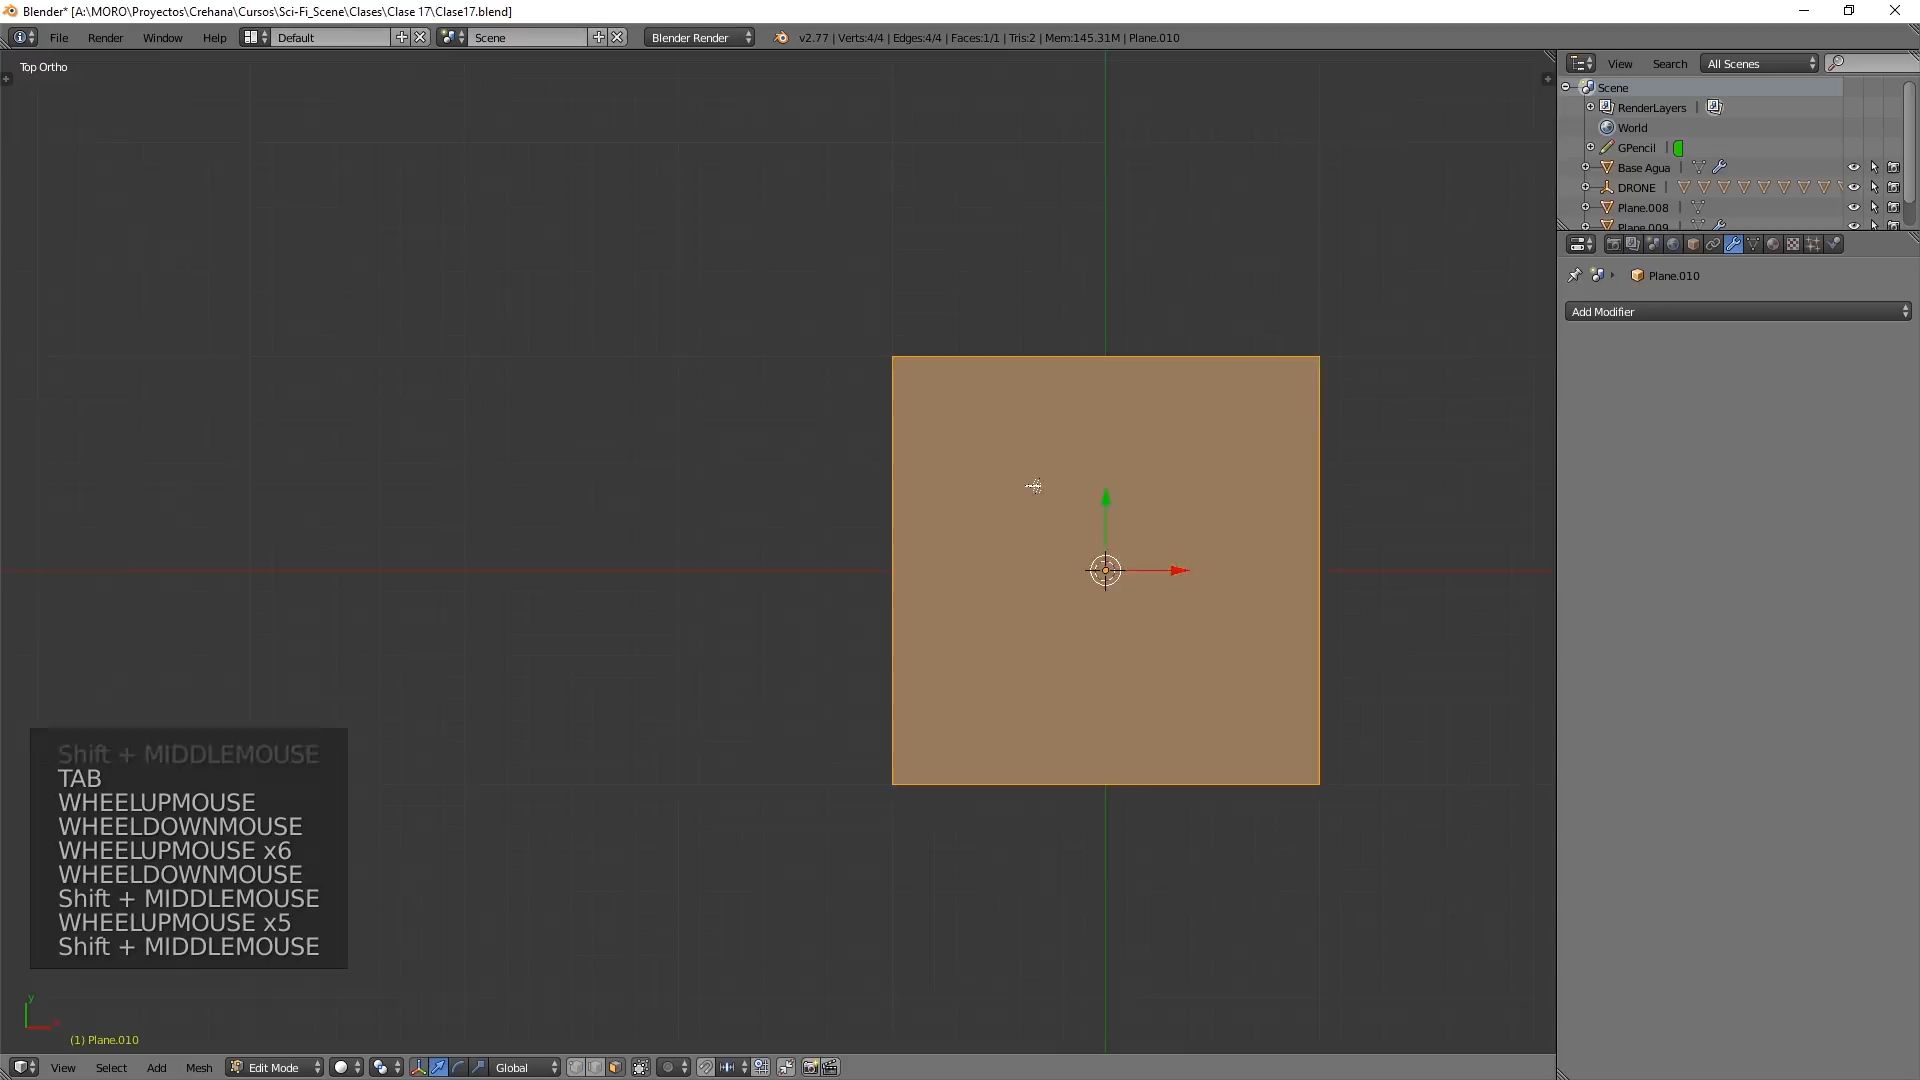 Blender* [A:\MORO\Proyectos\Crehana\Cursos\Sci-Fi_Scene\Clases\Clase 17\Clase17.blend]
File Render Window Help Default Scene Blender Render v2.77 | Verts:4/4 | Edges:4/4 | Faces:1/1 | Tris:2 | Mem:145.31M | Plane.010
Top Ortho
View Search All Scenes
Scene
RenderLayers
World
GPencil
Base Agua
DRONE
Plane.008
Plane.009
Plane.010
Add Modifier
Shift + MIDDLEMOUSE
TAB
WHEELUPMOUSE
WHEELDOWNMOUSE
WHEELUPMOUSE x6
WHEELDOWNMOUSE
Shift + MIDDLEMOUSE
WHEELUPMOUSE x5
Shift + MIDDLEMOUSE
y
x
(1) Plane.010
View Select Add Mesh Edit Mode Global